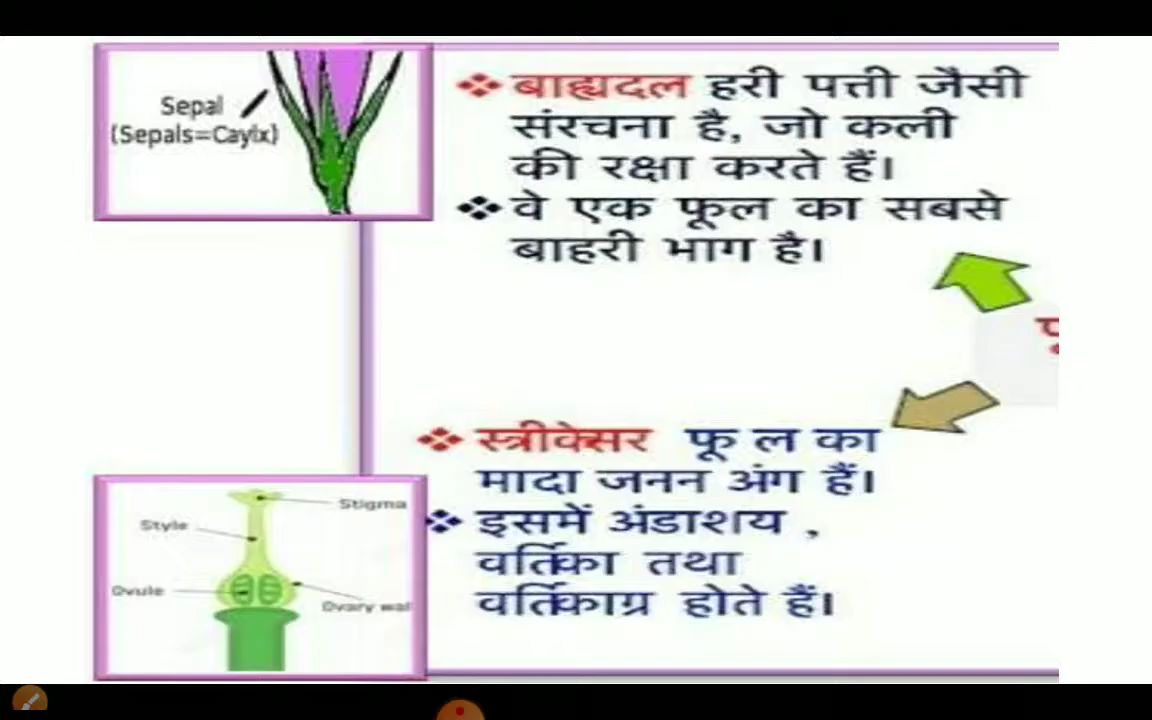 Sepal
(Sepals=Caylx)
बाह्यदल हरी पत्ती जैसी
संरचना है, जो कली
की रक्षा करते हैं।
वे एक फूल का सबसे
बाहरी भाग है।
स्त्रीकेसर फू ल का
मादा जनन अंग हैं।
इसमें अंडाशय ,
वर्तिका तथा
वर्तिकाग्र होते हैं।
Stigma
Style
Ovule
Ovary wal